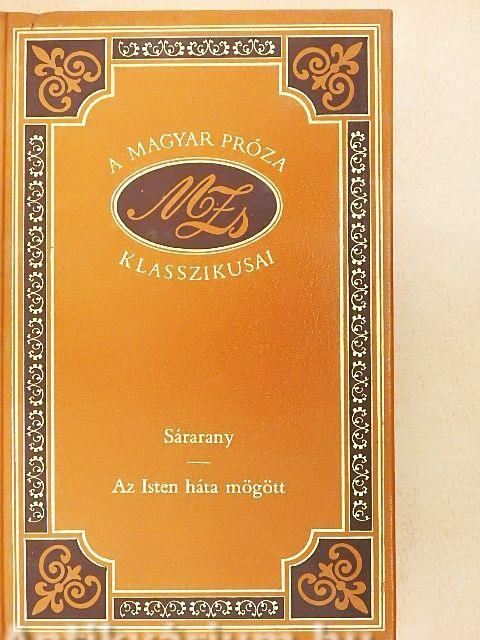 A MAGYAR PRÓZA
MZs
KLASSZIKUSAI
Sárarany
Az Isten háta mögött